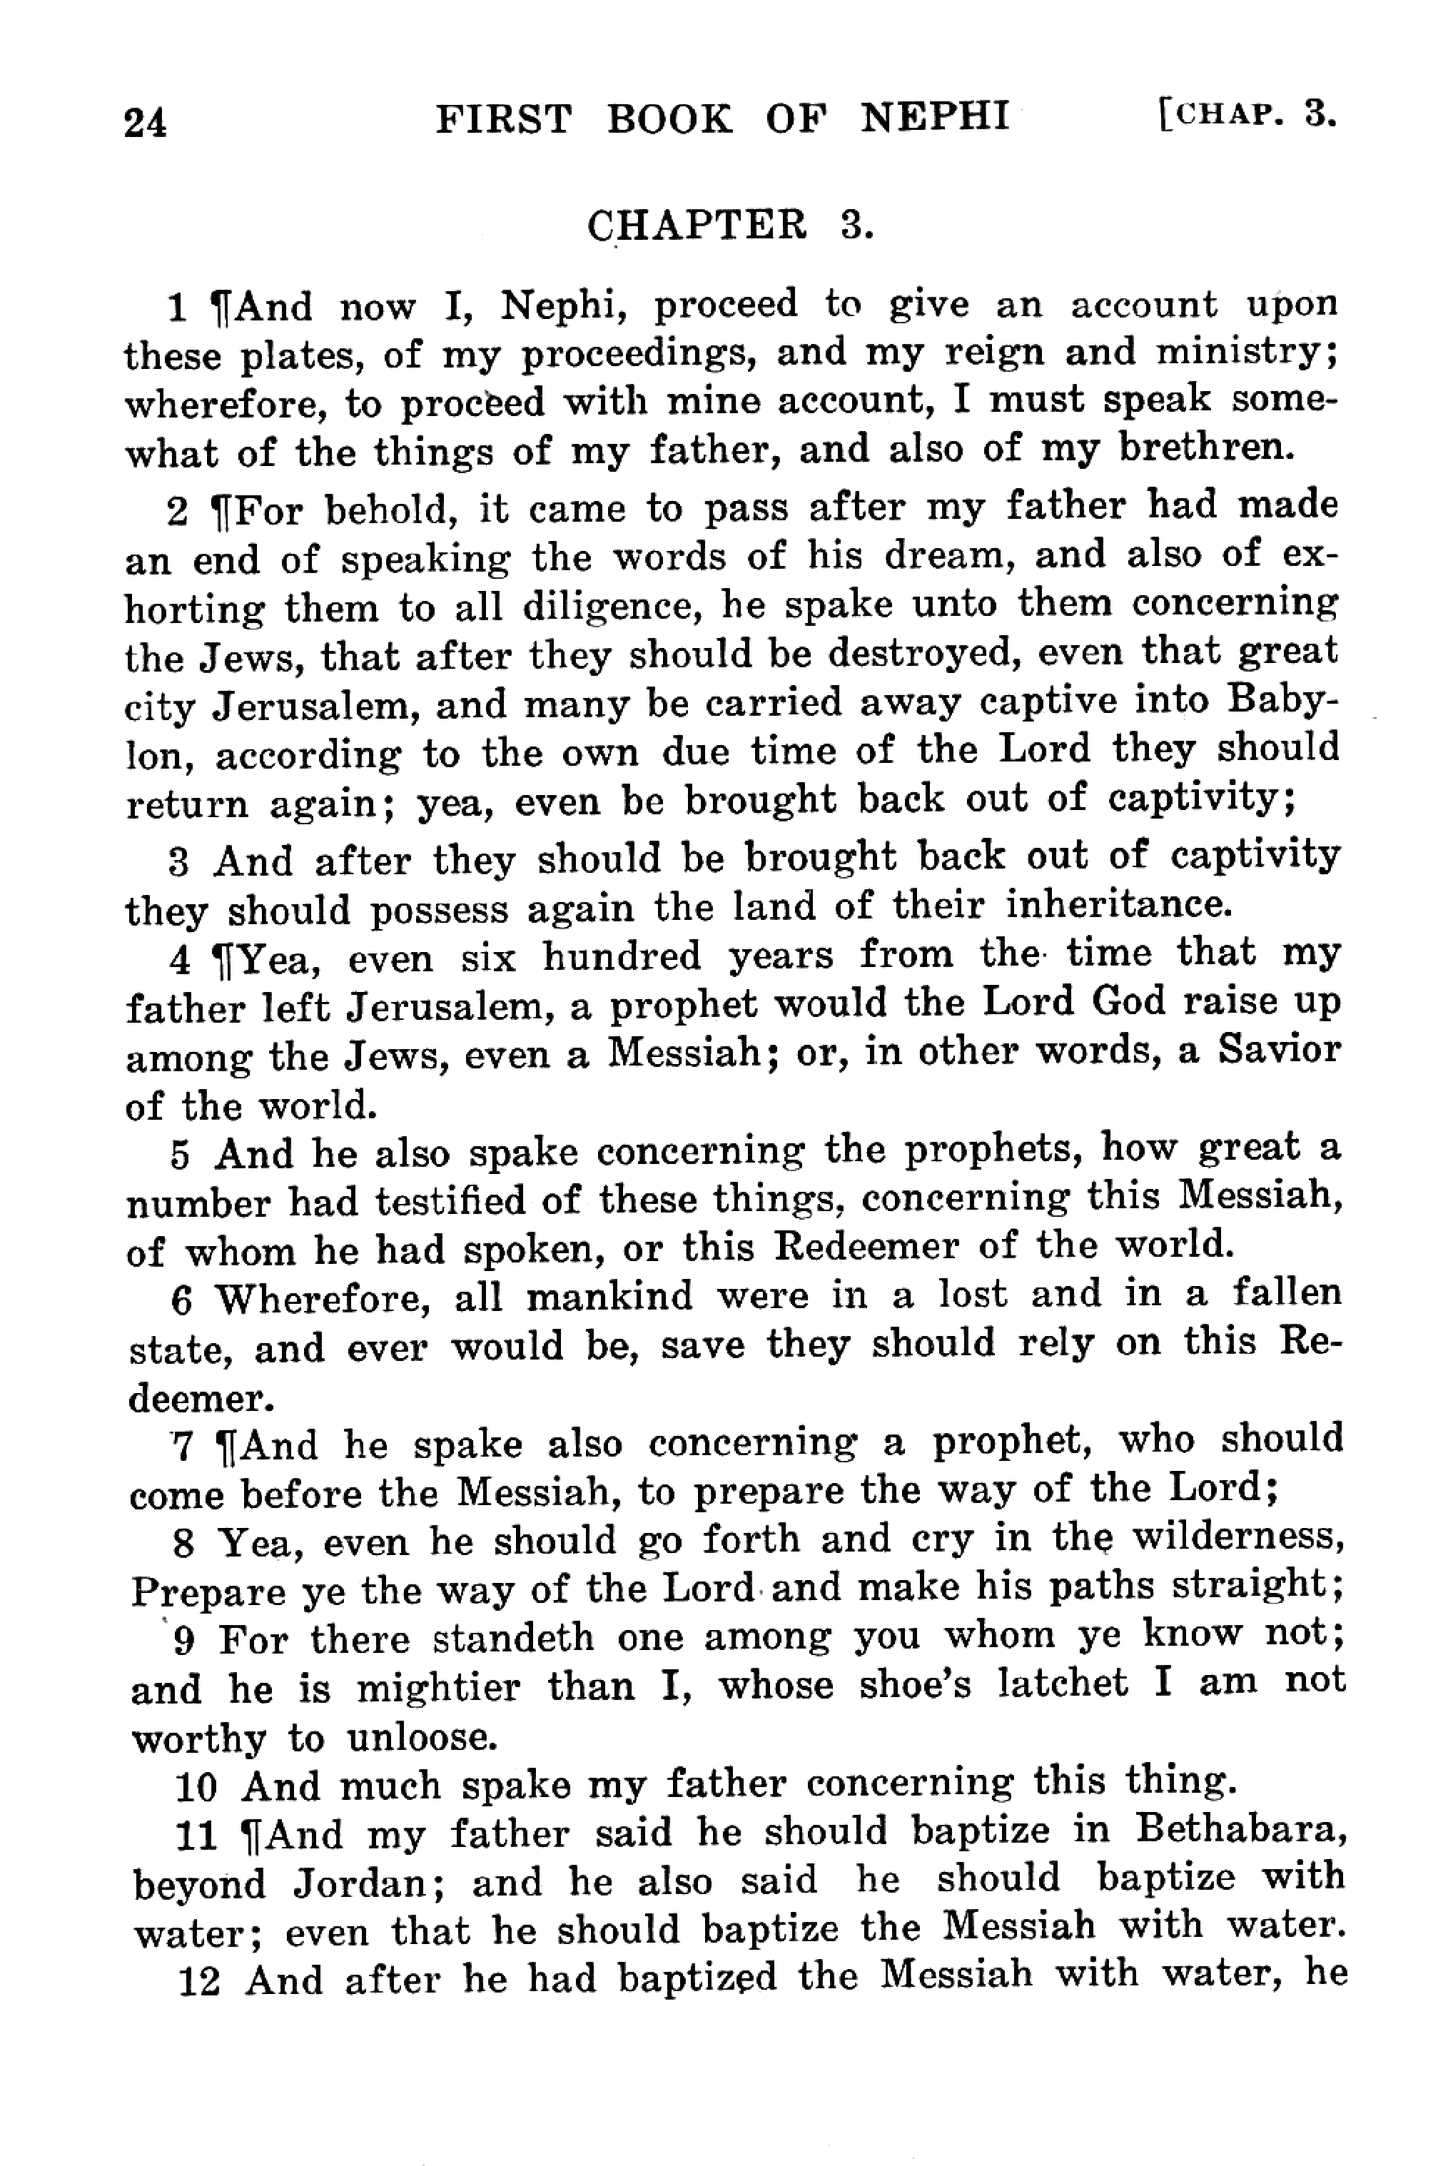 24 FIRST BOOK OF NEPHI [CHAP. 3.
CHAPTER 3.
1 ¶And now I, Nephi, proceed to give an account upon
these plates, of my proceedings, and my reign and ministry;
wherefore, to proceed with mine account, I must speak some-
what of the things of my father, and also of my brethren.
2 ¶For behold, it came to pass after my father had made
an end of speaking the words of his dream, and also of ex-
horting them to all diligence, he spake unto them concerning
the Jews, that after they should be destroyed, even that great
city Jerusalem, and many be carried away captive into Baby-
lon, according to the own due time of the Lord they should
return again; yea, even be brought back out of captivity;
3 And after they should be brought back out of captivity
they should possess again the land of their inheritance.
4 ¶Yea, even six hundred years from the time that my
father left Jerusalem, a prophet would the Lord God raise up
among the Jews, even a Messiah; or, in other words, a Savior
of the world.
5 And he also spake concerning the prophets, how great a
number had testified of these things, concerning this Messiah,
of whom he had spoken, or this Redeemer of the world.
6 Wherefore, all mankind were in a lost and in a fallen
state, and ever would be, save they should rely on this Re-
deemer.
7 ¶And he spake also concerning a prophet, who should
come before the Messiah, to prepare the way of the Lord;
8 Yea, even he should go forth and cry in the wilderness,
Prepare ye the way of the Lord and make his paths straight;
9 For there standeth one among you whom ye know not;
and he is mightier than I, whose shoe's latchet I am not
worthy to unloose.
10 And much spake my father concerning this thing.
11 ¶And my father said he should baptize in Bethabara,
beyond Jordan; and he also said he should baptize with
water; even that he should baptize the Messiah with water.
12 And after he had baptized the Messiah with water, he